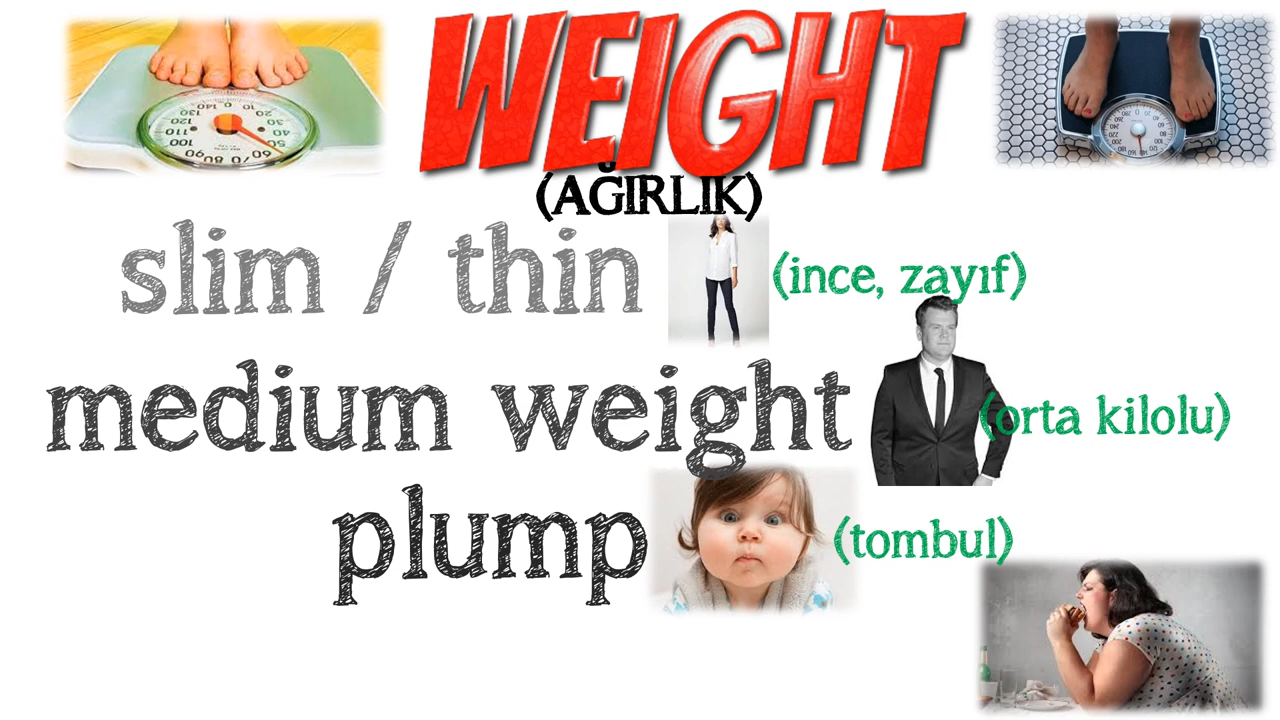 WEIGHT
(AĞIRLIK)
slim / thin (ince, zayıf)
medium weight (orta kilolu)
plump (tombul)